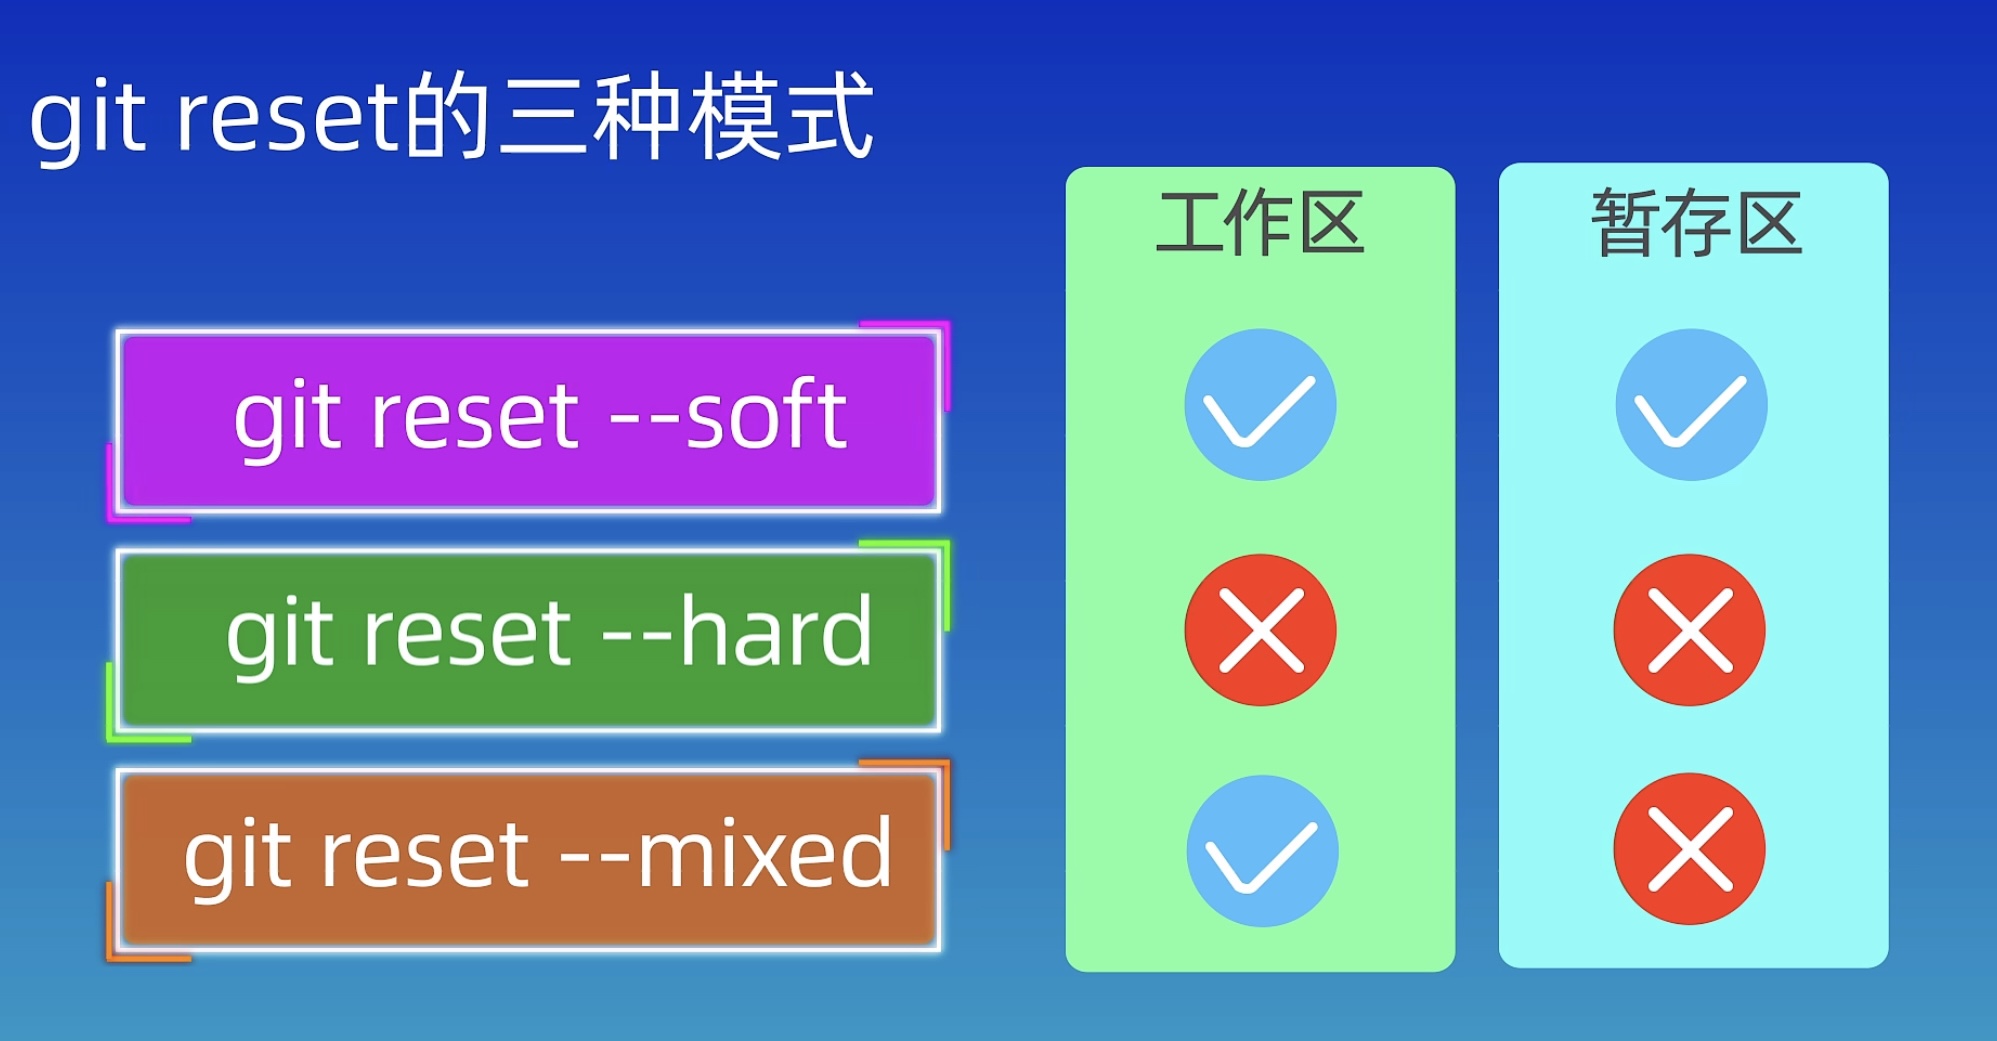 git reset的三种模式
工作区
暂存区
git reset --soft
git reset --hard
git reset --mixed